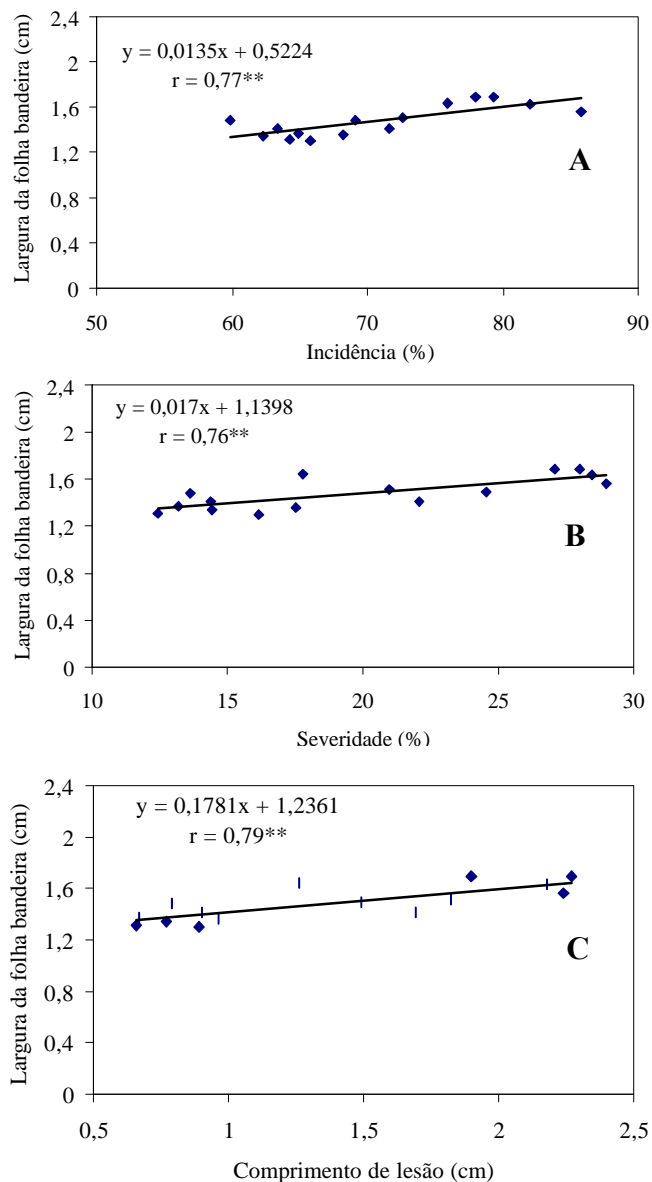 2,4
y = 0,0135x + 0,5224
2
r = 0,77**
1,6
1,2
A
0,8
0,4
0
50
60
70
80
90
Largura da folha bandeira (cm)
Incidência (%)
2,4
y = 0,017x + 1,1398
2
r = 0,76**
1,6
1,2
B
0,8
0,4
0
10
15
20
25
30
Largura da folha bandeira (cm)
Severidade (%)
2,4
y = 0,1781x + 1,2361
2
r = 0,79**
1,6
1,2
C
0,8
0,4
0
0,5
1
1,5
2
2,5
Largura da folha bandeira (cm)
Comprimento de lesão (cm)